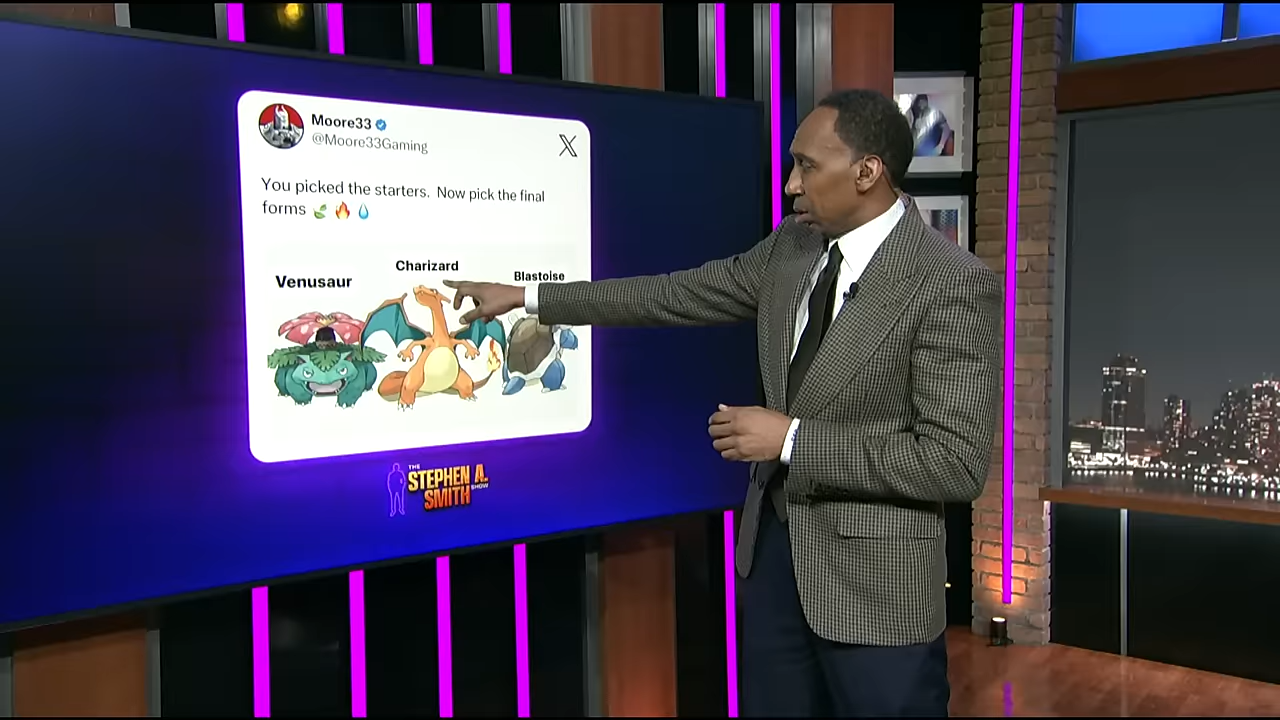 Moore33
@Moore33Gaming
You picked the starters. Now pick the final
forms
Venusaur
Charizard
Blastoise
THE
STEPHEN A.
SMITH
SHOW